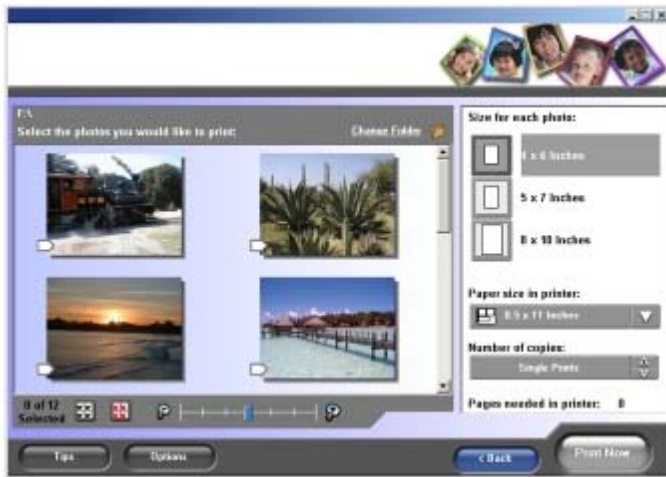 Select the photos you would like to print:
Change Folder
0 of 12
Selected
Tips
Options
Size for each photo:
4 x 6 Inches
5 x 7 Inches
8 x 10 Inches
Paper size in printer:
8.5 x 11 Inches
Number of copies:
Single Prints
Pages needed in printer: 0
< Back
Print Now